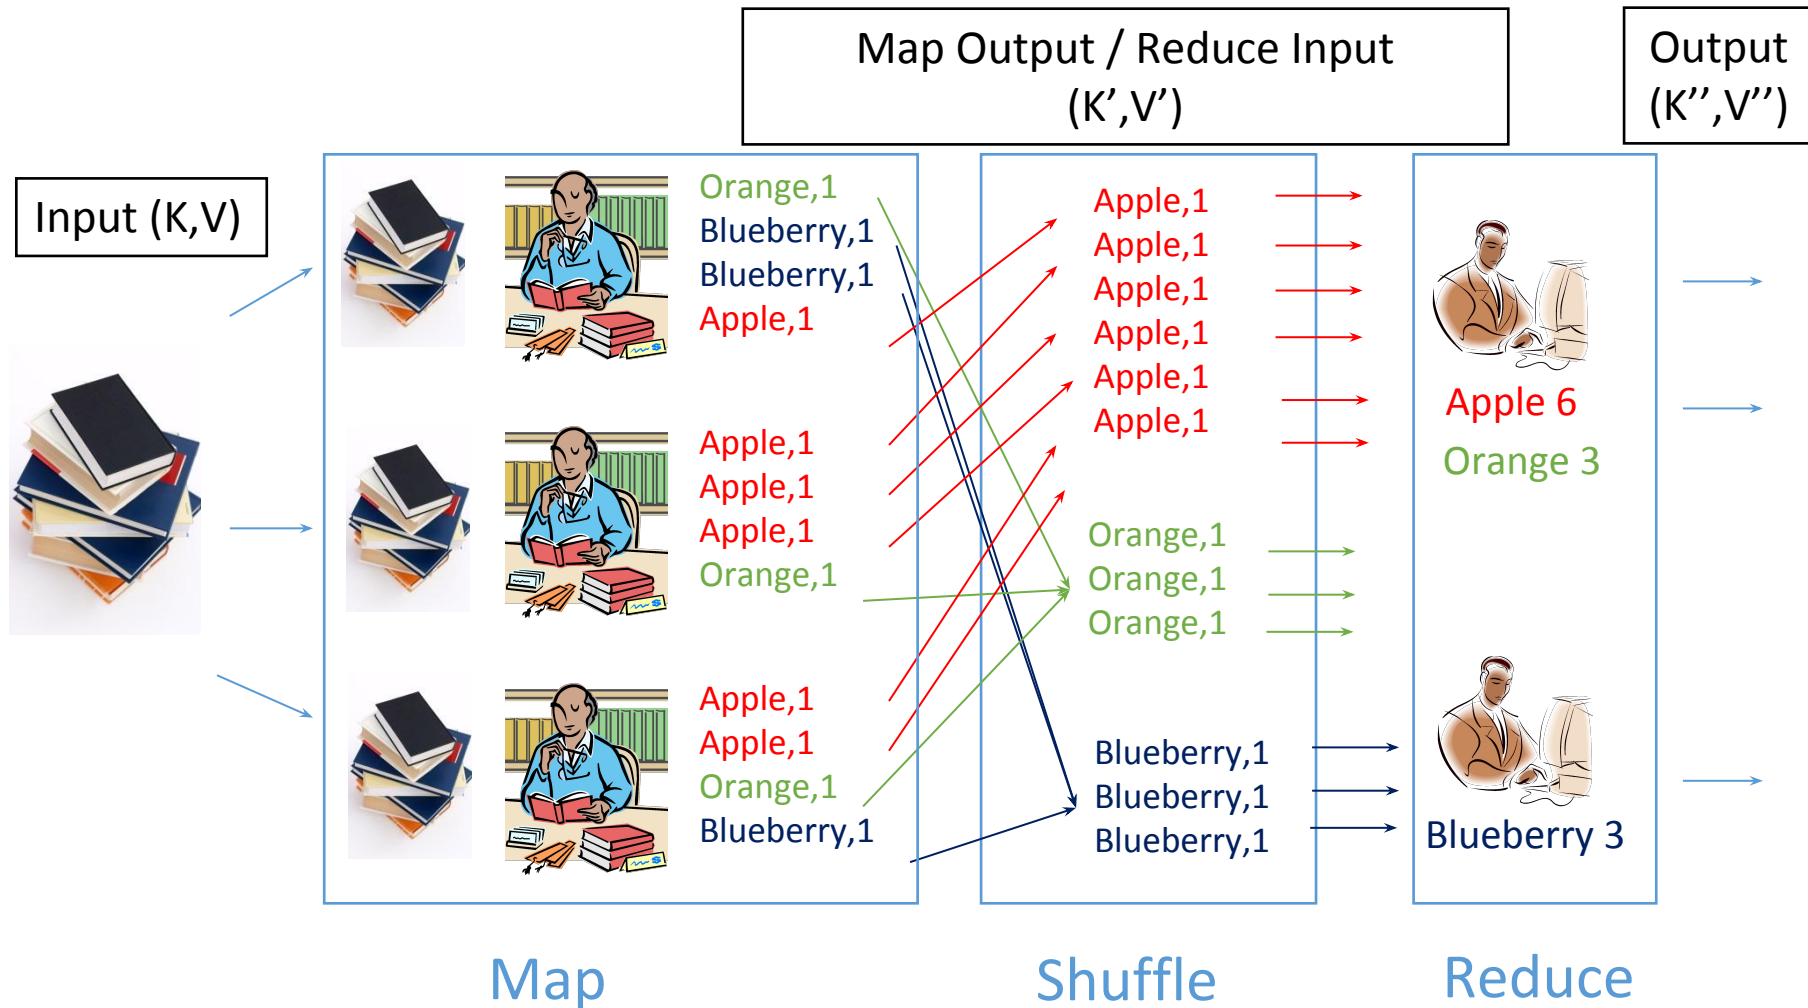 Map Output / Reduce Input
(K’,V’)
Output
(K’’,V’’)
Input (K,V)
Orange,1
Blueberry,1
Blueberry,1
Apple,1
Apple,1
Apple,1
Apple,1
Orange,1
Apple,1
Apple,1
Orange,1
Blueberry,1
Apple,1
Apple,1
Apple,1
Apple,1
Apple,1
Apple,1
Orange,1
Orange,1
Orange,1
Blueberry,1
Blueberry,1
Blueberry,1
Apple 6
Orange 3
Blueberry 3
Map
Shuffle
Reduce